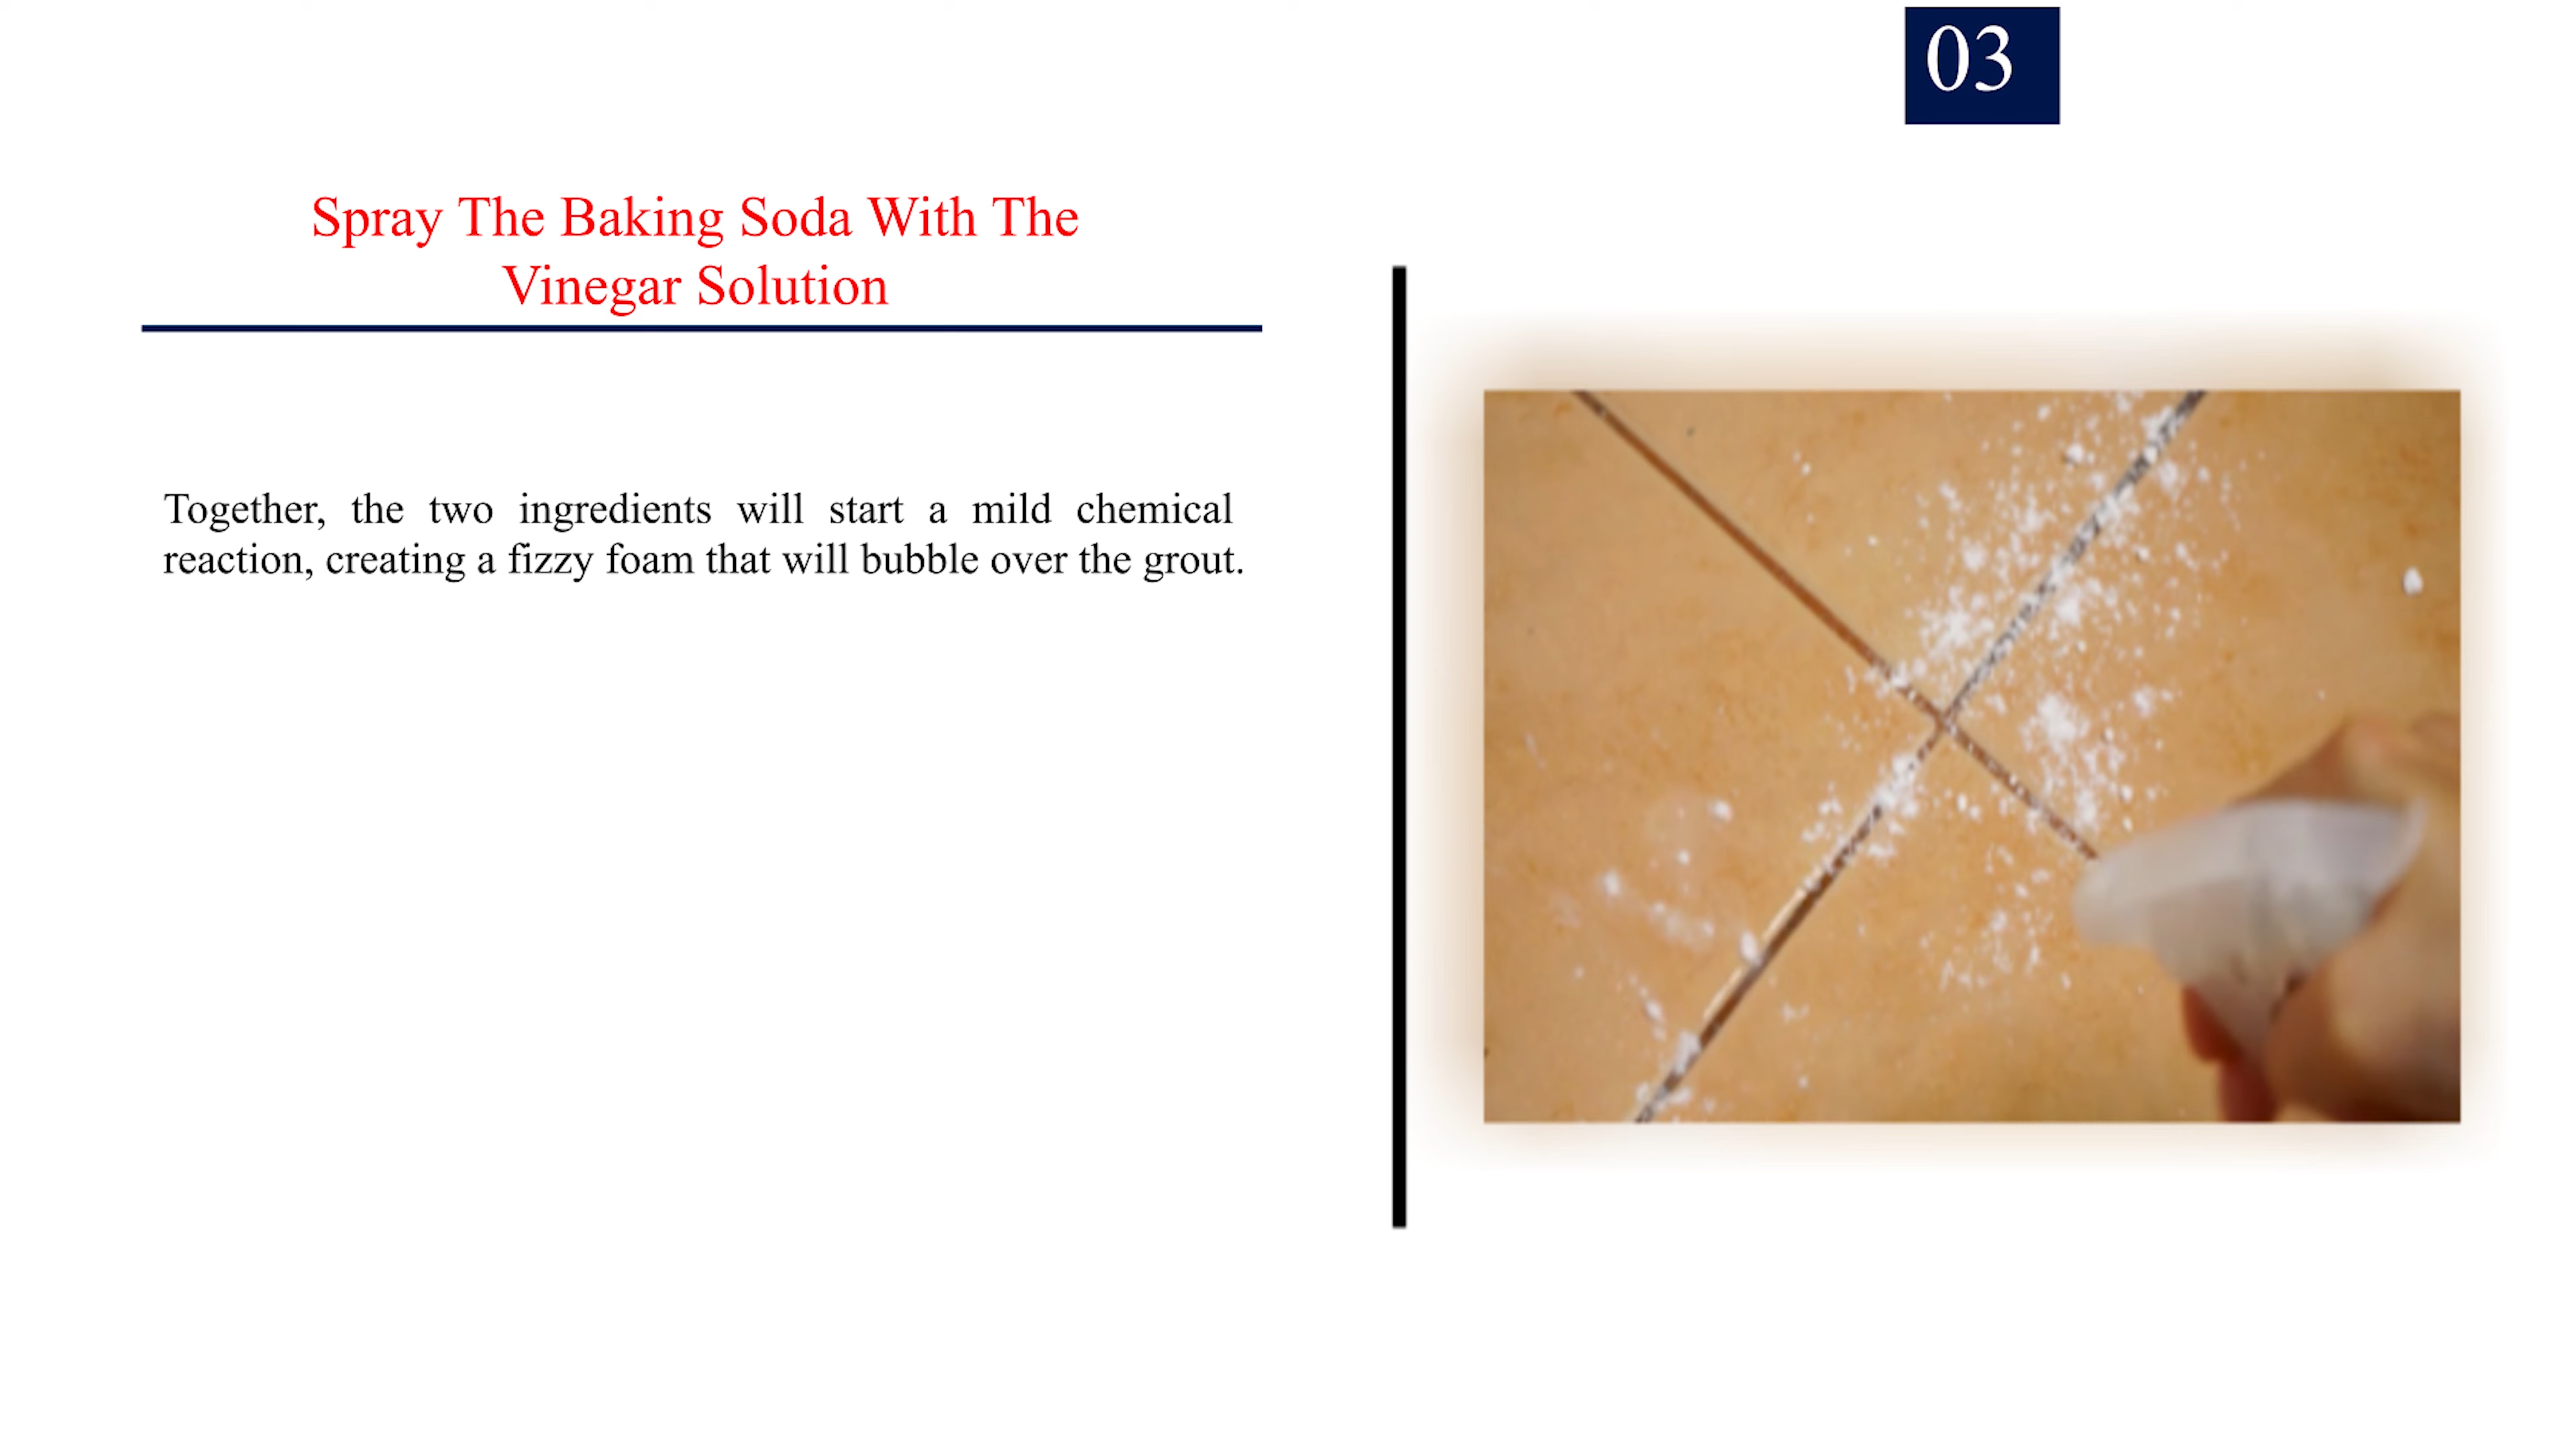 03
Spray The Baking Soda With The
Vinegar Solution
Together, the two ingredients will start a mild chemical
reaction, creating a fizzy foam that will bubble over the grout.